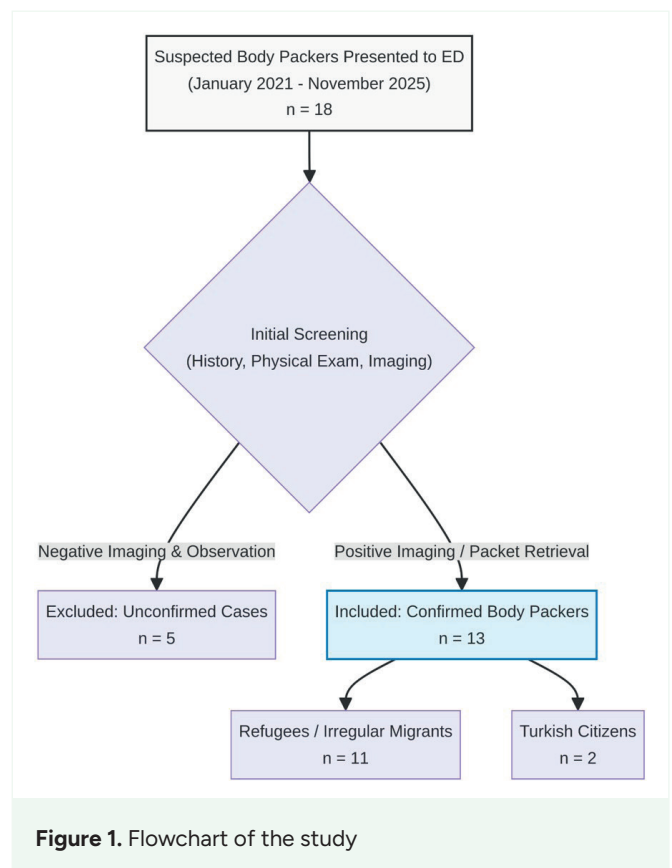 Suspected Body Packers Presented to ED
(January 2021 - November 2025)
n = 18
Initial Screening
(History, Physical Exam, Imaging)
Negative Imaging & Observation
Positive Imaging / Packet Retrieval
Excluded: Unconfirmed Cases
n = 5
Included: Confirmed Body Packers
n = 13
Refugees / Irregular Migrants
n = 11
Turkish Citizens
n = 2
Figure 1. Flowchart of the study